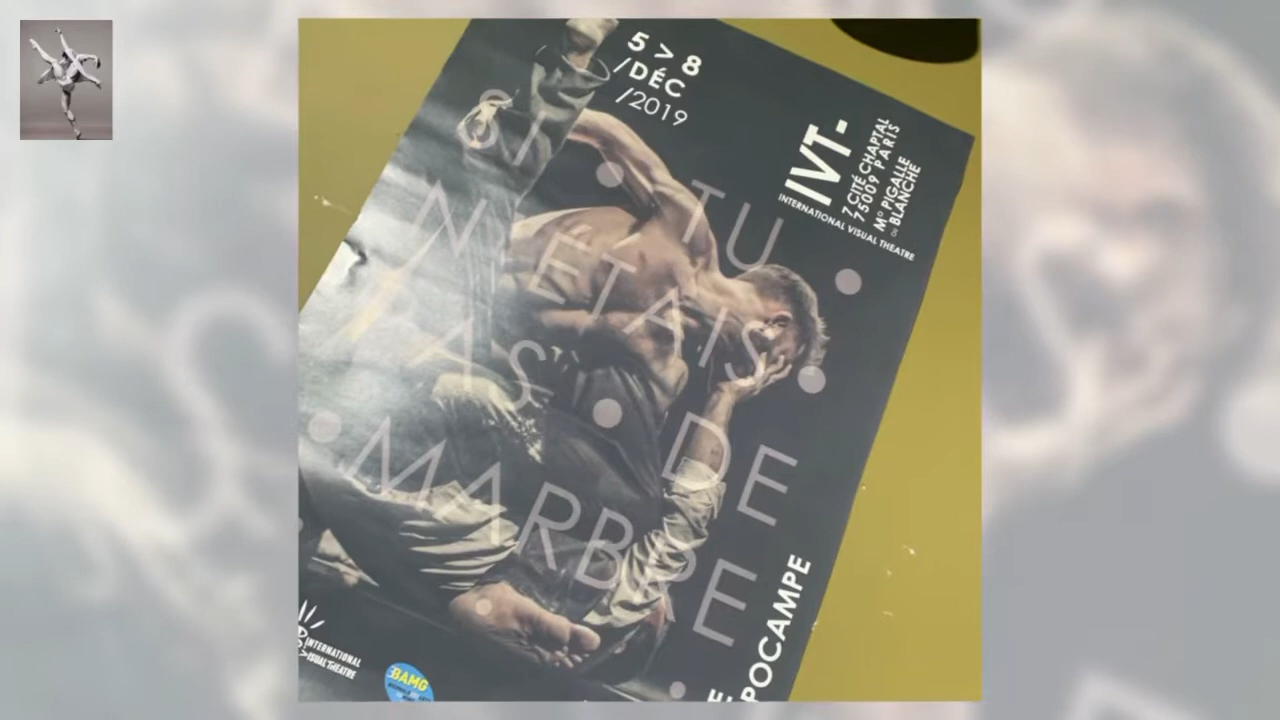 5 > 8
/DÉC
/2019
IVT-
INTERNATIONAL VISUAL THEATRE
7 CITÉ CHAPTAL
75009 PARIS
M° PIGALLE
OU BLANCHE
SI TU
N'ÉTAIS
PAS DE
MARBRE
POCAMPE
INTERNATIONAL
VISUAL THEATRE
BAMG